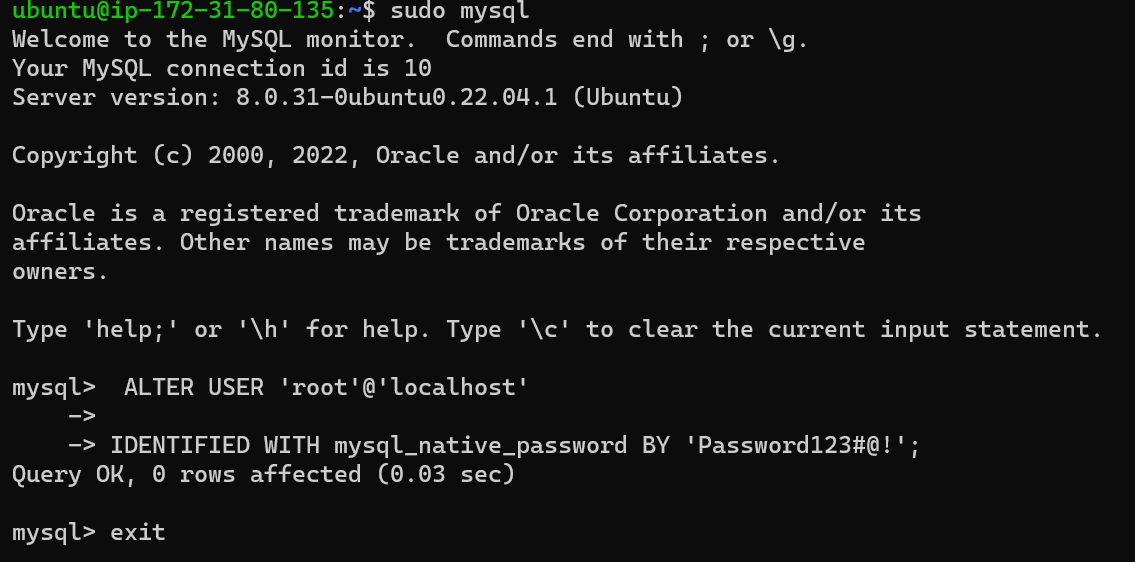 ubuntu@ip-172-31-80-135:~$ sudo mysql
Welcome to the MySQL monitor.  Commands end with ; or \g.
Your MySQL connection id is 10
Server version: 8.0.31-0ubuntu0.22.04.1 (Ubuntu)

Copyright (c) 2000, 2022, Oracle and/or its affiliates.

Oracle is a registered trademark of Oracle Corporation and/or its
affiliates. Other names may be trademarks of their respective
owners.

Type 'help;' or '\h' for help. Type '\c' to clear the current input statement.

mysql>  ALTER USER 'root'@'localhost'
    ->
    -> IDENTIFIED WITH mysql_native_password BY 'Password123#@!';
Query OK, 0 rows affected (0.03 sec)

mysql> exit